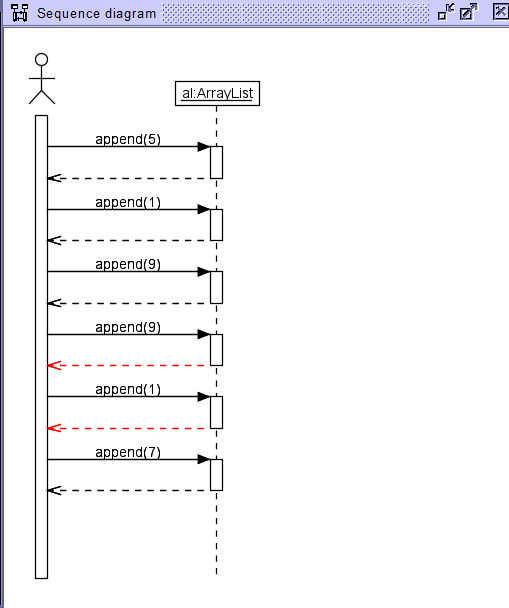 Sequence diagram
al:ArrayList
append(5)
append(1)
append(9)
append(9)
append(1)
append(7)